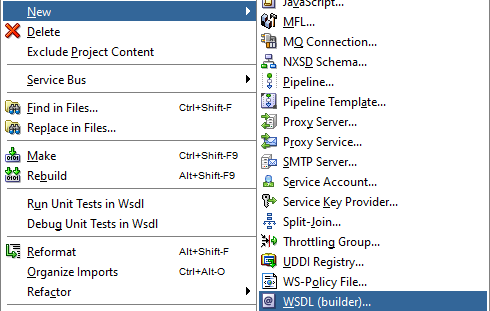 New
Delete
Exclude Project Content
Service Bus
Find in Files... Ctrl+Shift-F
Replace in Files...
Make Ctrl+Shift-F9
Rebuild Alt+Shift-F9
Run Unit Tests in Wsdl
Debug Unit Tests in Wsdl
Reformat Alt+Shift-F
Organize Imports Ctrl+Alt-O
Refactor
JavaScript...
MFL...
MQ Connection...
NXSD Schema...
Pipeline...
Pipeline Template...
Proxy Server...
Proxy Service...
SMTP Server...
Service Account...
Service Key Provider...
Split-Join...
Throttling Group...
UDDI Registry...
WS-Policy File...
WSDL (builder)...